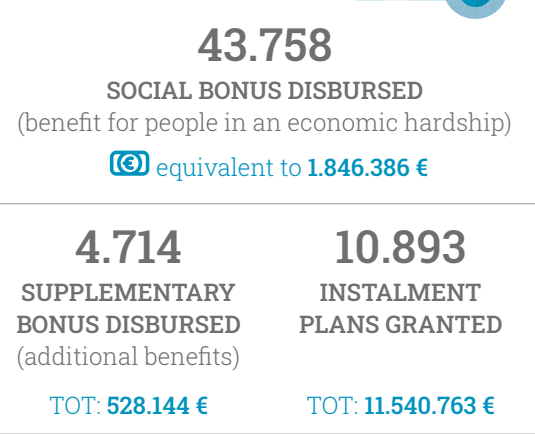 43.758
SOCIAL BONUS DISBURSED
(benefit for people in an economic hardship)
equivalent to 1.846.386 €
4.714
SUPPLEMENTARY
BONUS DISBURSED
(additional benefits)
TOT: 528.144 €
10.893
INSTALMENT
PLANS GRANTED
TOT: 11.540.763 €